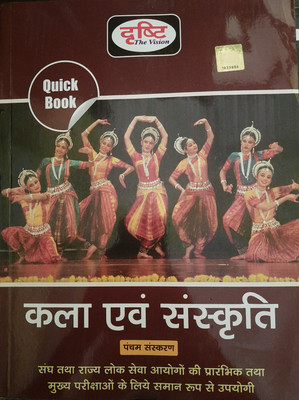 दृष्टि
The Vision
Quick
Book
कला एवं संस्कृति
पंचम संस्करण
संघ तथा राज्य लोक सेवा आयोगों की प्रारंभिक तथा
मुख्य परीक्षाओं के लिये समान रूप से उपयोगी